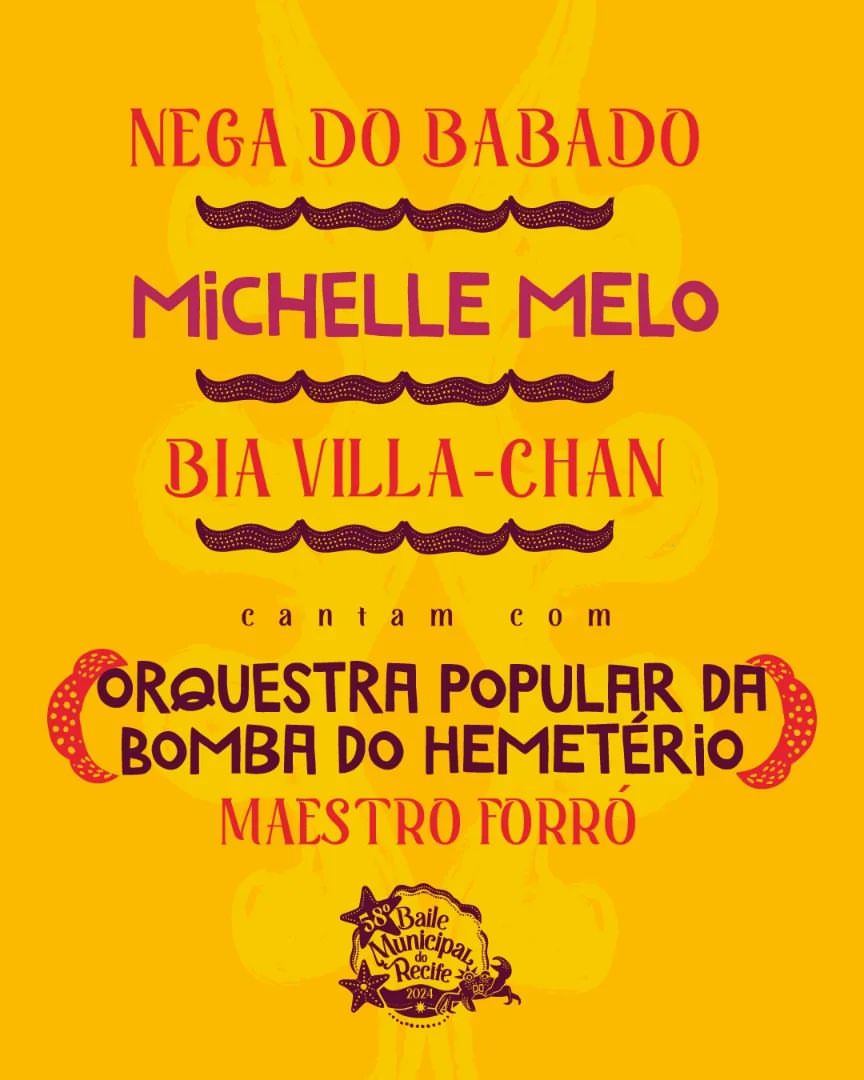 NEGA DO BABADO
MiCHELLE MELO
BIA VILLA-CHAN
cantam com
ORQUESTRA POPULAR DA
BOMBA DO HEMETÉRiO
MAESTRO FORRÓ
58º
Baile
Municipal
do
Recife
2024